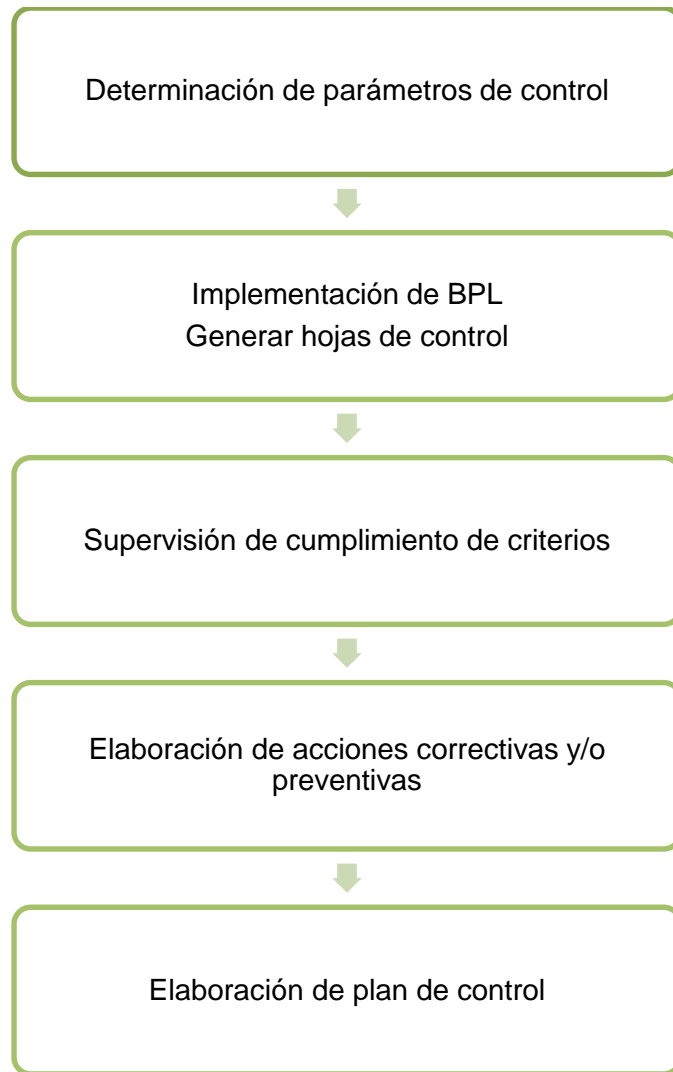 Determinación de parámetros de control
Implementación de BPL
Generar hojas de control
Supervisión de cumplimiento de criterios
Elaboración de acciones correctivas y/o
preventivas
Elaboración de plan de control